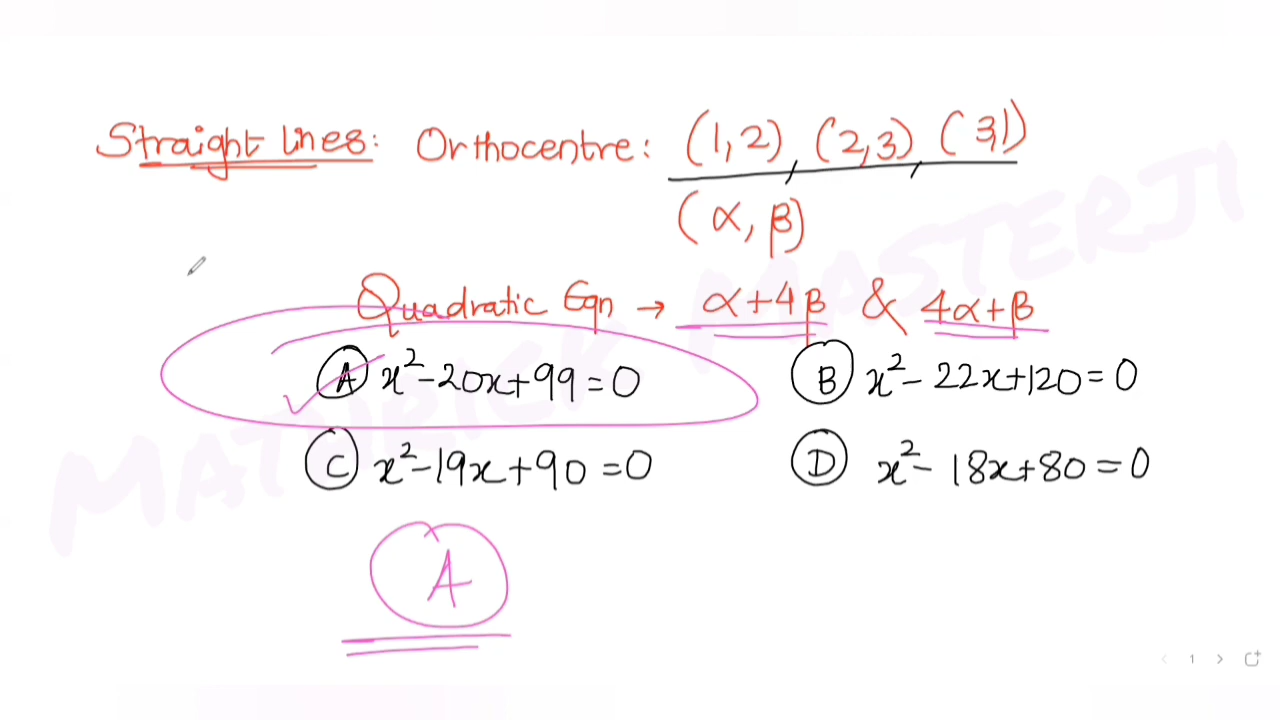 Straight lines: Orthocentre: (1,2), (2,3), (3,1)
(α, β)
Quadratic Eqn → α+4β & 4α+β
(A) x²-20x+99=0 (B) x²-22x+120=0
(C) x²-19x+90=0 (D) x²-18x+80=0
A
1